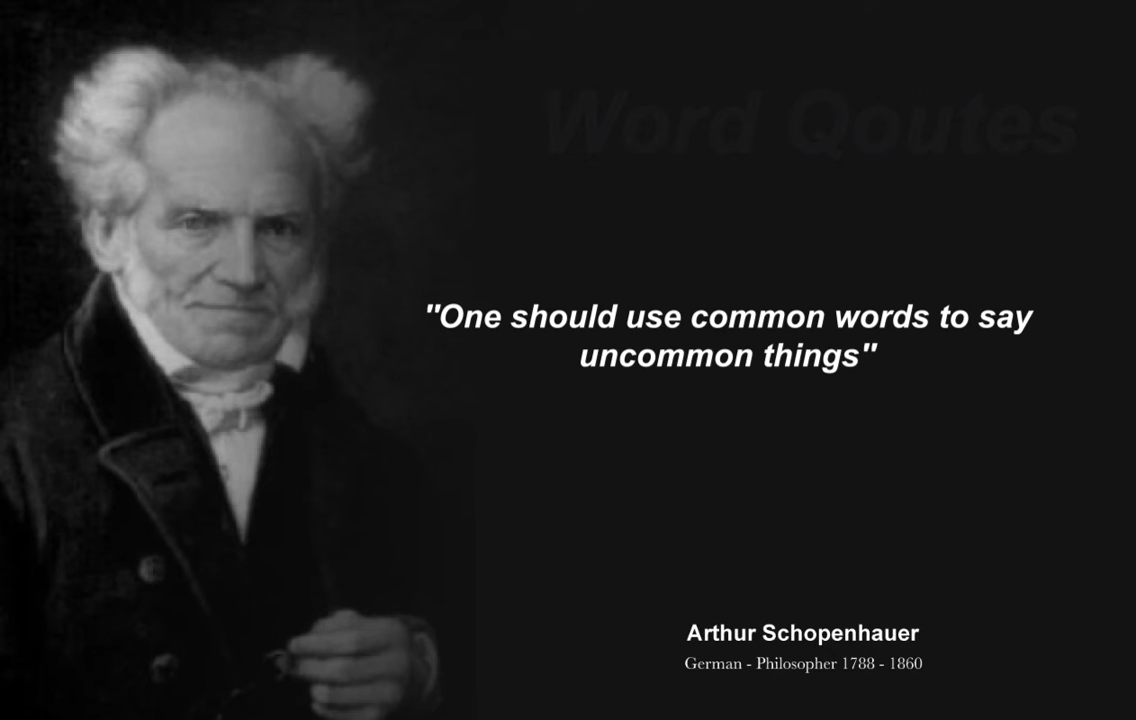 Word Qoutes
"One should use common words to say
uncommon things"
Arthur Schopenhauer
German - Philosopher 1788 - 1860